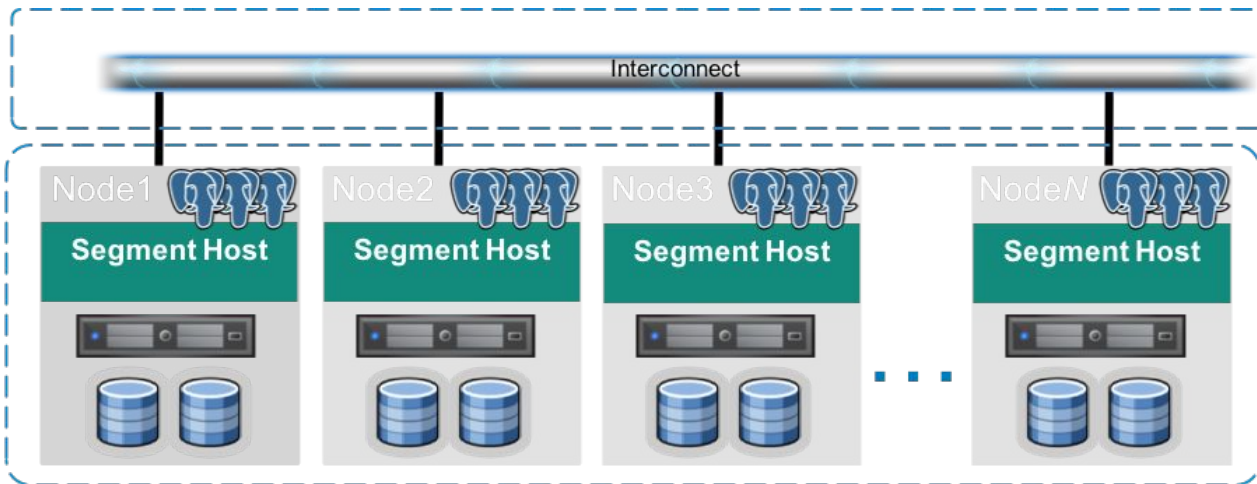 Interconnect
Node1
Node2
Node3
NodeN
Segment Host
Segment Host
Segment Host
Segment Host